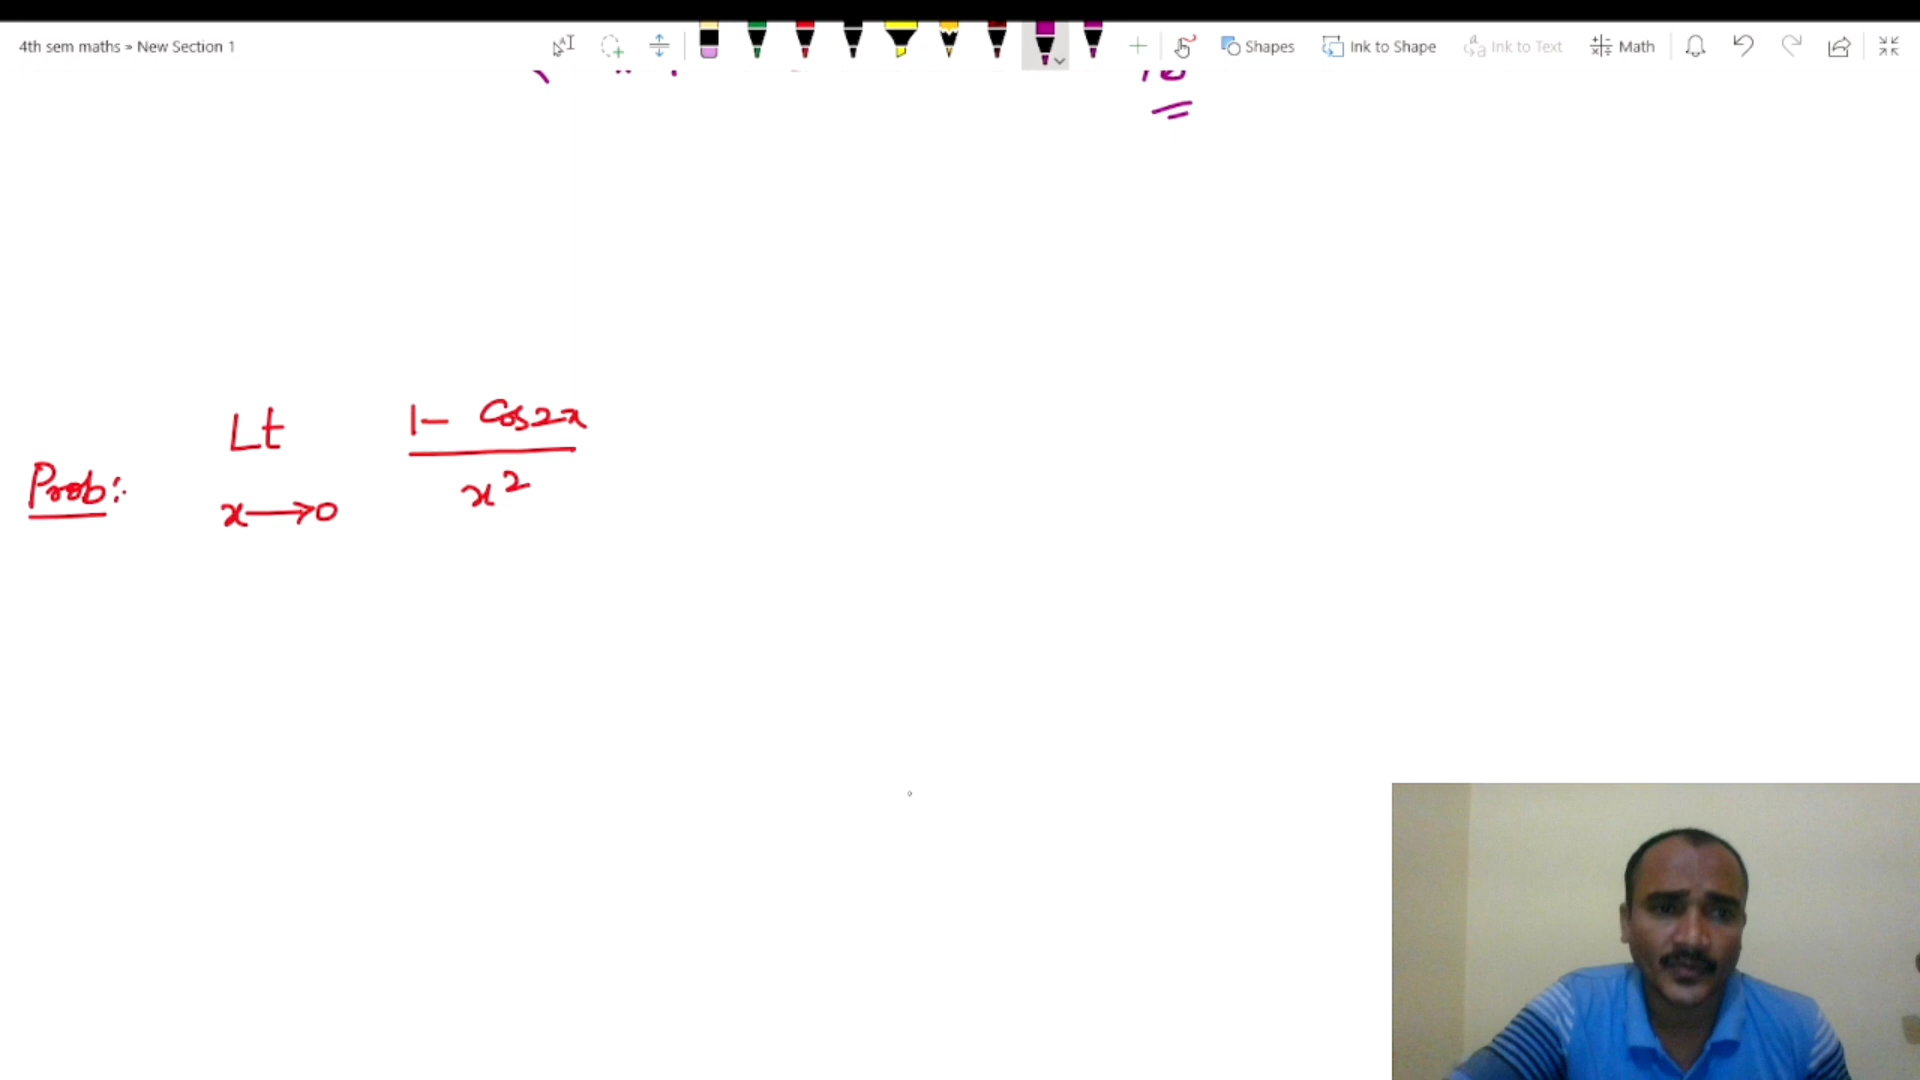 4th sem maths » New Section 1
Shapes
Ink to Shape
Ink to Text
Math
Prob:
Lt x→0 (1 - Cos2x)/x²